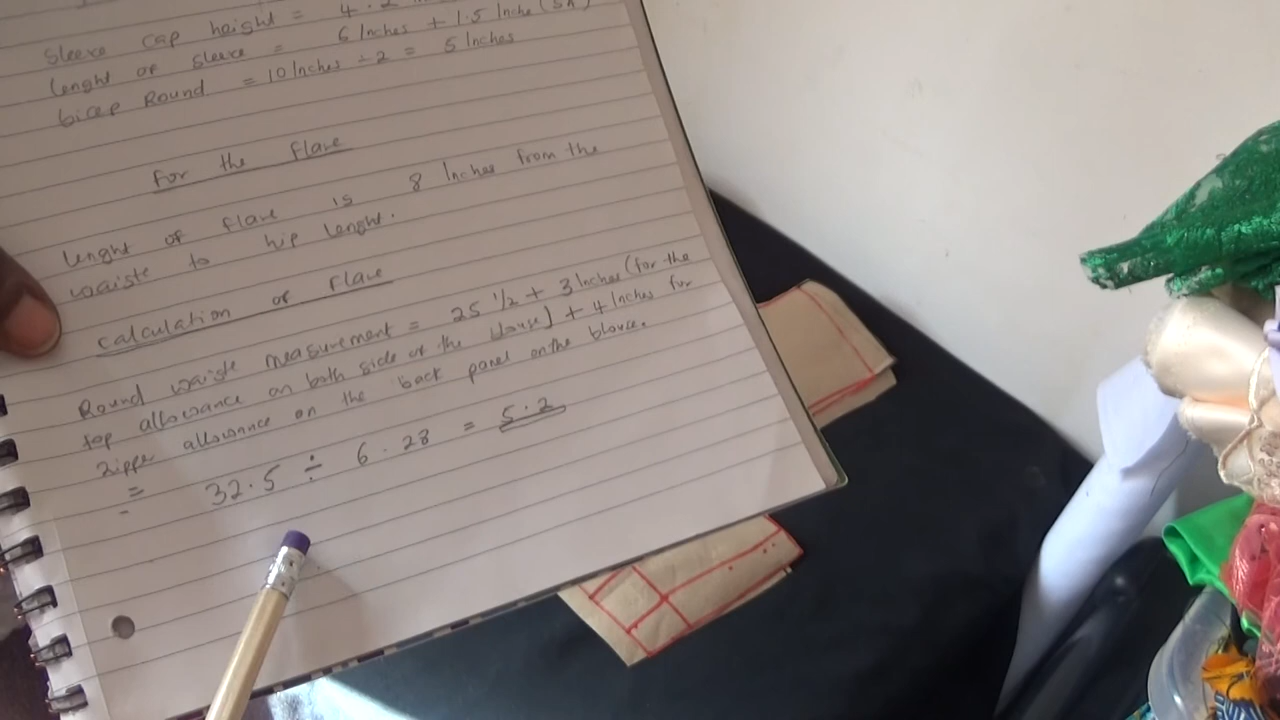 Sleeve cap height = 4.2
lenght of sleeve = 6 Inches + 1.5 Inche (SA)
bicep Round = 10 Inches ÷ 2 = 5 Inches
For the flare
lenght of flare is 8 Inches from the
waiste to hip lenght.
calculation of flare
Round waiste measurement = 25 1/2 + 3 Inches (for the
top allowance on both side of the blouse) + 4 Inches for
Zipper allowance on the back panel on the blouse.
= 32.5 ÷ 6.28 = 5.2